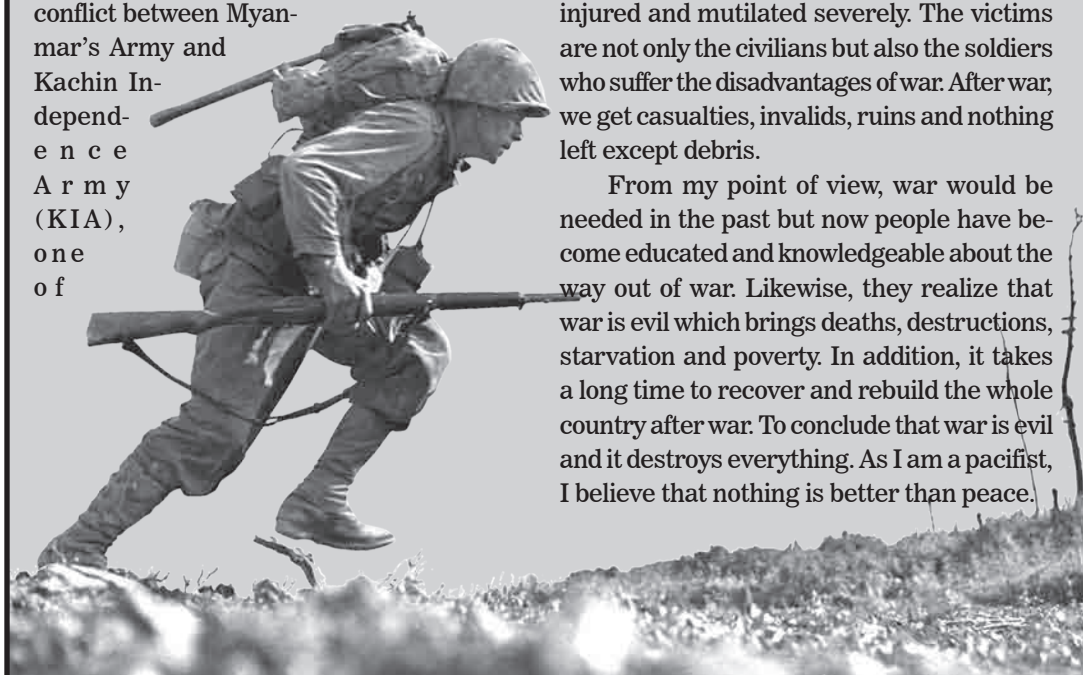 conflict between Myan-
mar's Army and
Kachin In-
depend-
ence
Army
(KIA),
one
of
injured and mutilated severely. The victims
are not only the civilians but also the soldiers
who suffer the disadvantages of war. After war,
we get casualties, invalids, ruins and nothing
left except debris.
From my point of view, war would be
needed in the past but now people have be-
come educated and knowledgeable about the
way out of war. Likewise, they realize that
war is evil which brings deaths, destructions,
starvation and poverty. In addition, it takes
a long time to recover and rebuild the whole
country after war. To conclude that war is evil
and it destroys everything. As I am a pacifist,
I believe that nothing is better than peace.